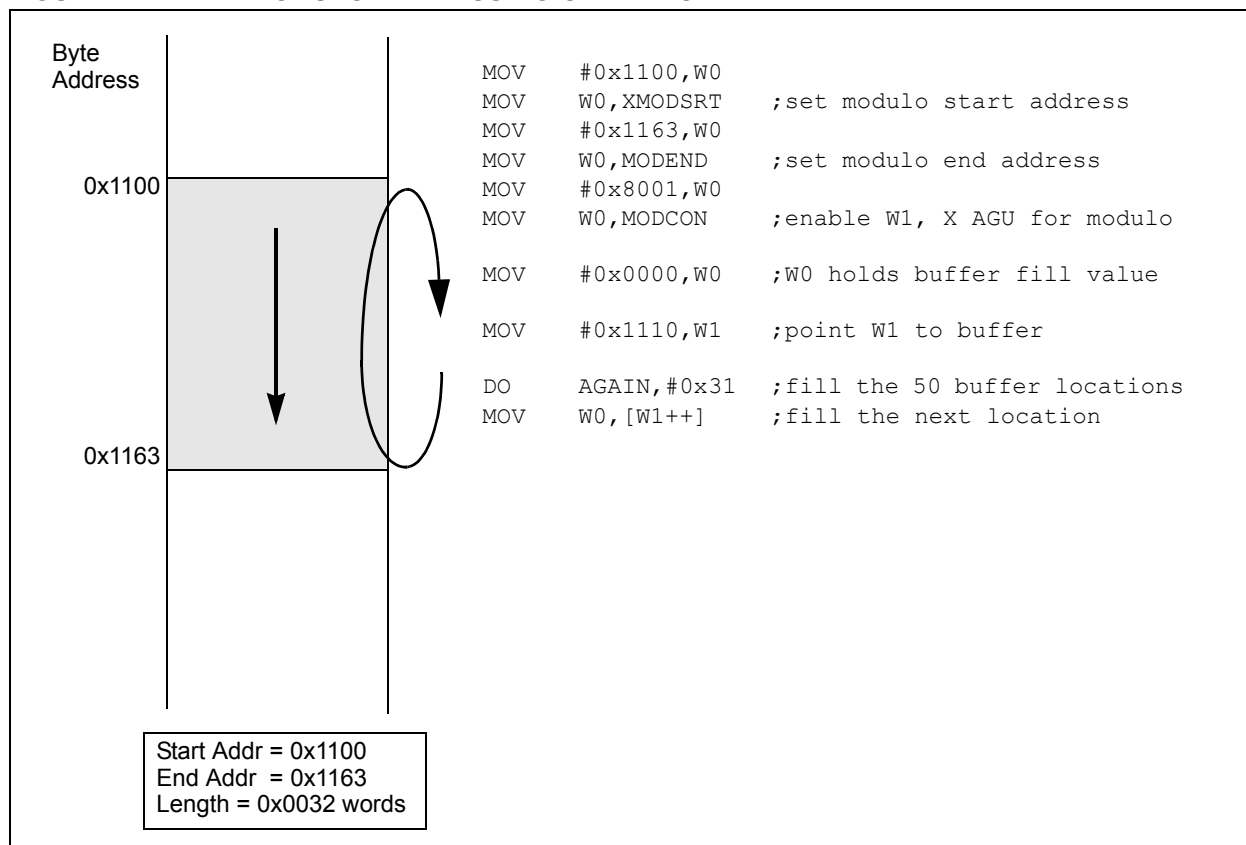 Byte
Address
0x1100
0x1163
MOV #0x1100,W0
MOV W0,XMODSRT ;set modulo start address
MOV #0x1163,W0
MOV W0,MODEND ;set modulo end address
MOV #0x8001,W0
MOV W0,MODCON ;enable W1, X AGU for modulo
MOV #0x0000,W0 ;W0 holds buffer fill value
MOV #0x1110,W1 ;point W1 to buffer
DO AGAIN,#0x31 ;fill the 50 buffer locations
MOV W0,[W1++] ;fill the next location
Start Addr = 0x1100
End Addr = 0x1163
Length = 0x0032 words